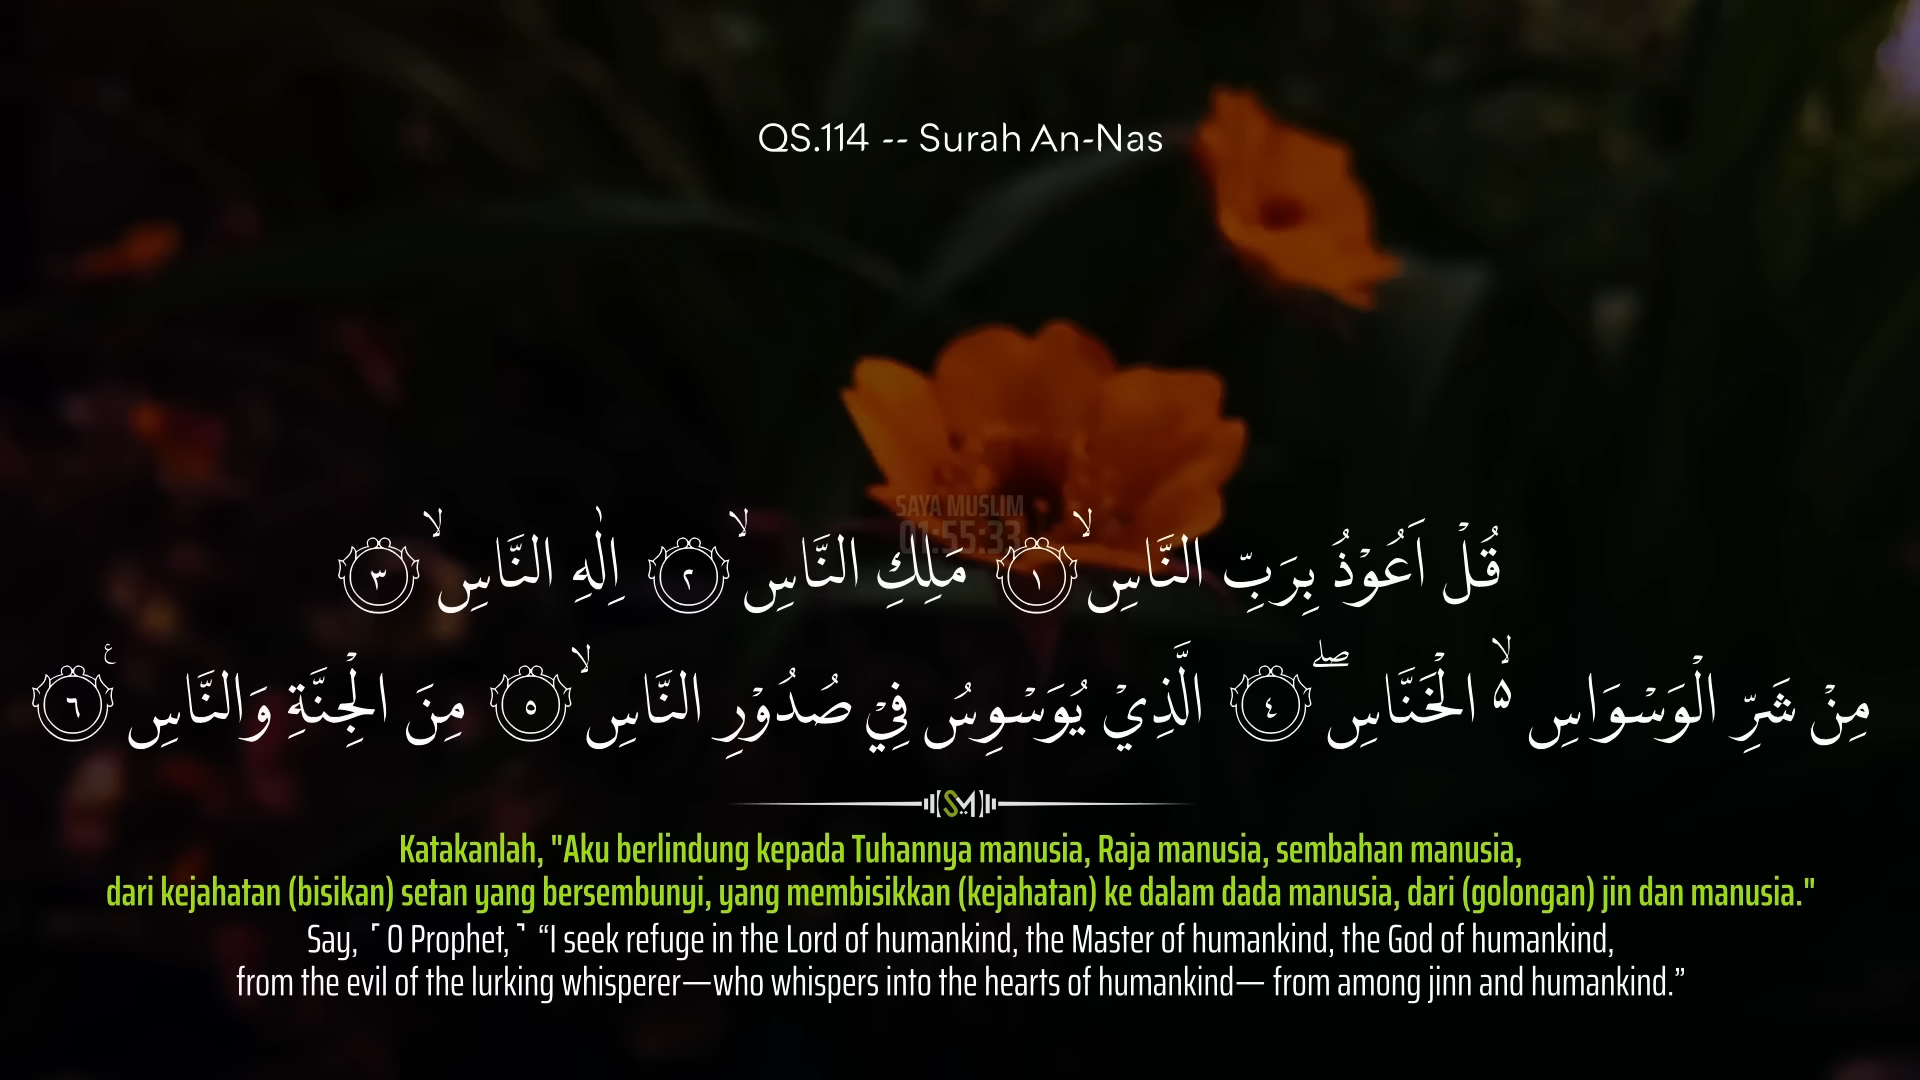 QS.114 -- Surah An-Nas
SAYA MUSLIM
01:55:33
قُلْ اَعُوْذُ بِرَبِّ النَّاسِۙ ١ مَلِكِ النَّاسِۙ ٢ اِلٰهِ النَّاسِۙ ٣
مِنْ شَرِّ الْوَسْوَاسِ ەۙ الْخَنَّاسِۖ ٤ الَّذِيْ يُوَسْوِسُ فِيْ صُدُوْرِ النَّاسِۙ ٥ مِنَ الْجِنَّةِ وَالنَّاسِ ࣖ ٦
SM
Katakanlah, "Aku berlindung kepada Tuhannya manusia, Raja manusia, sembahan manusia,
dari kejahatan (bisikan) setan yang bersembunyi, yang membisikkan (kejahatan) ke dalam dada manusia, dari (golongan) jin dan manusia."
Say, ˹O Prophet,˺ “I seek refuge in the Lord of humankind, the Master of humankind, the God of humankind,
from the evil of the lurking whisperer—who whispers into the hearts of humankind— from among jinn and humankind.”